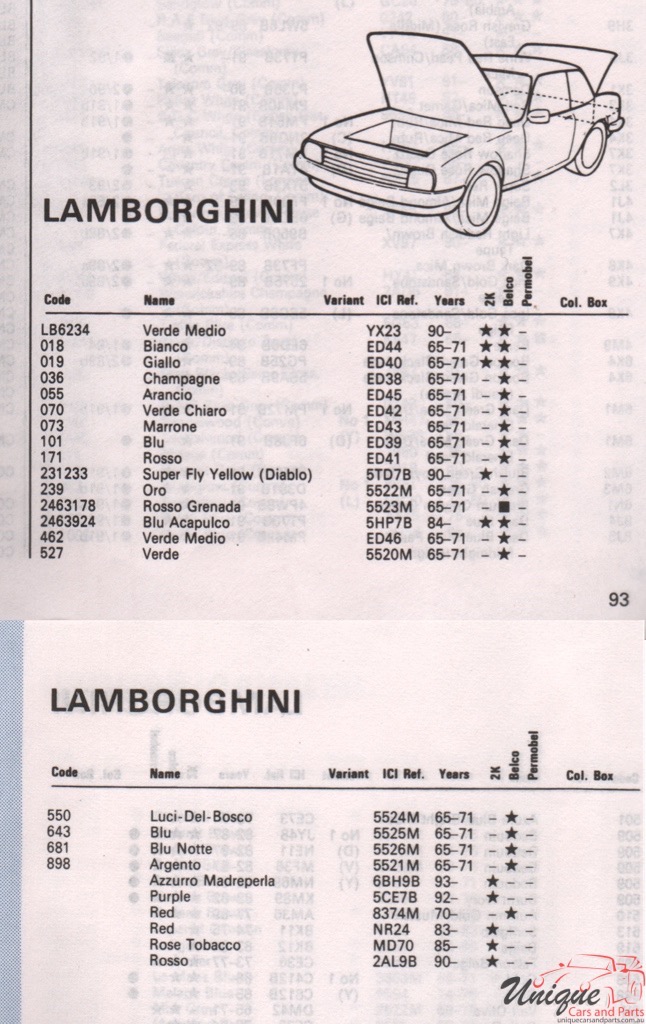 LAMBORGHINI
Code Name Variant ICI Ref. Years 2K Belco Permobel Col. Box
LB6234 Verde Medio YX23 90– ★ ★ –
018 Bianco ED44 65–71 ★ ★ –
019 Giallo ED40 65–71 ★ ★ –
036 Champagne ED38 65–71 – ★ –
055 Arancio ED45 65–71 – ★ –
070 Verde Chiaro ED42 65–71 – ★ –
073 Marrone ED43 65–71 – ★ –
101 Blu ED39 65–71 – ★ –
171 Rosso ED41 65–71 – ★ –
231233 Super Fly Yellow (Diablo) 5TD7B 90– ★ –
239 Oro 5522M 65–71 – ★ –
2463178 Rosso Grenada 5523M 65–71 – ■ –
2463924 Blu Acapulco 5HP7B 84– ★ ★ –
462 Verde Medio ED46 65–71 – ★ –
527 Verde 5520M 65–71 – ★ –
93
LAMBORGHINI
Code Name Variant ICI Ref. Years 2K Belco Permobel Col. Box
550 Luci-Del-Bosco 5524M 65–71 – ★
643 Blu 5525M 65–71 – ★
681 Blu Notte 5526M 65–71 – ★
898 Argento 5521M 65–71 – ★
Azzurro Madreperla 6BH9B 93– ★
Purple 5CE7B 92– ★
Red 8374M 70– ★
Red NR24 83– ★
Rose Tobacco MD70 85– ★
Rosso 2AL9B 90– ★
Unique
Cars and Parts
uniquecarsandparts.com.au